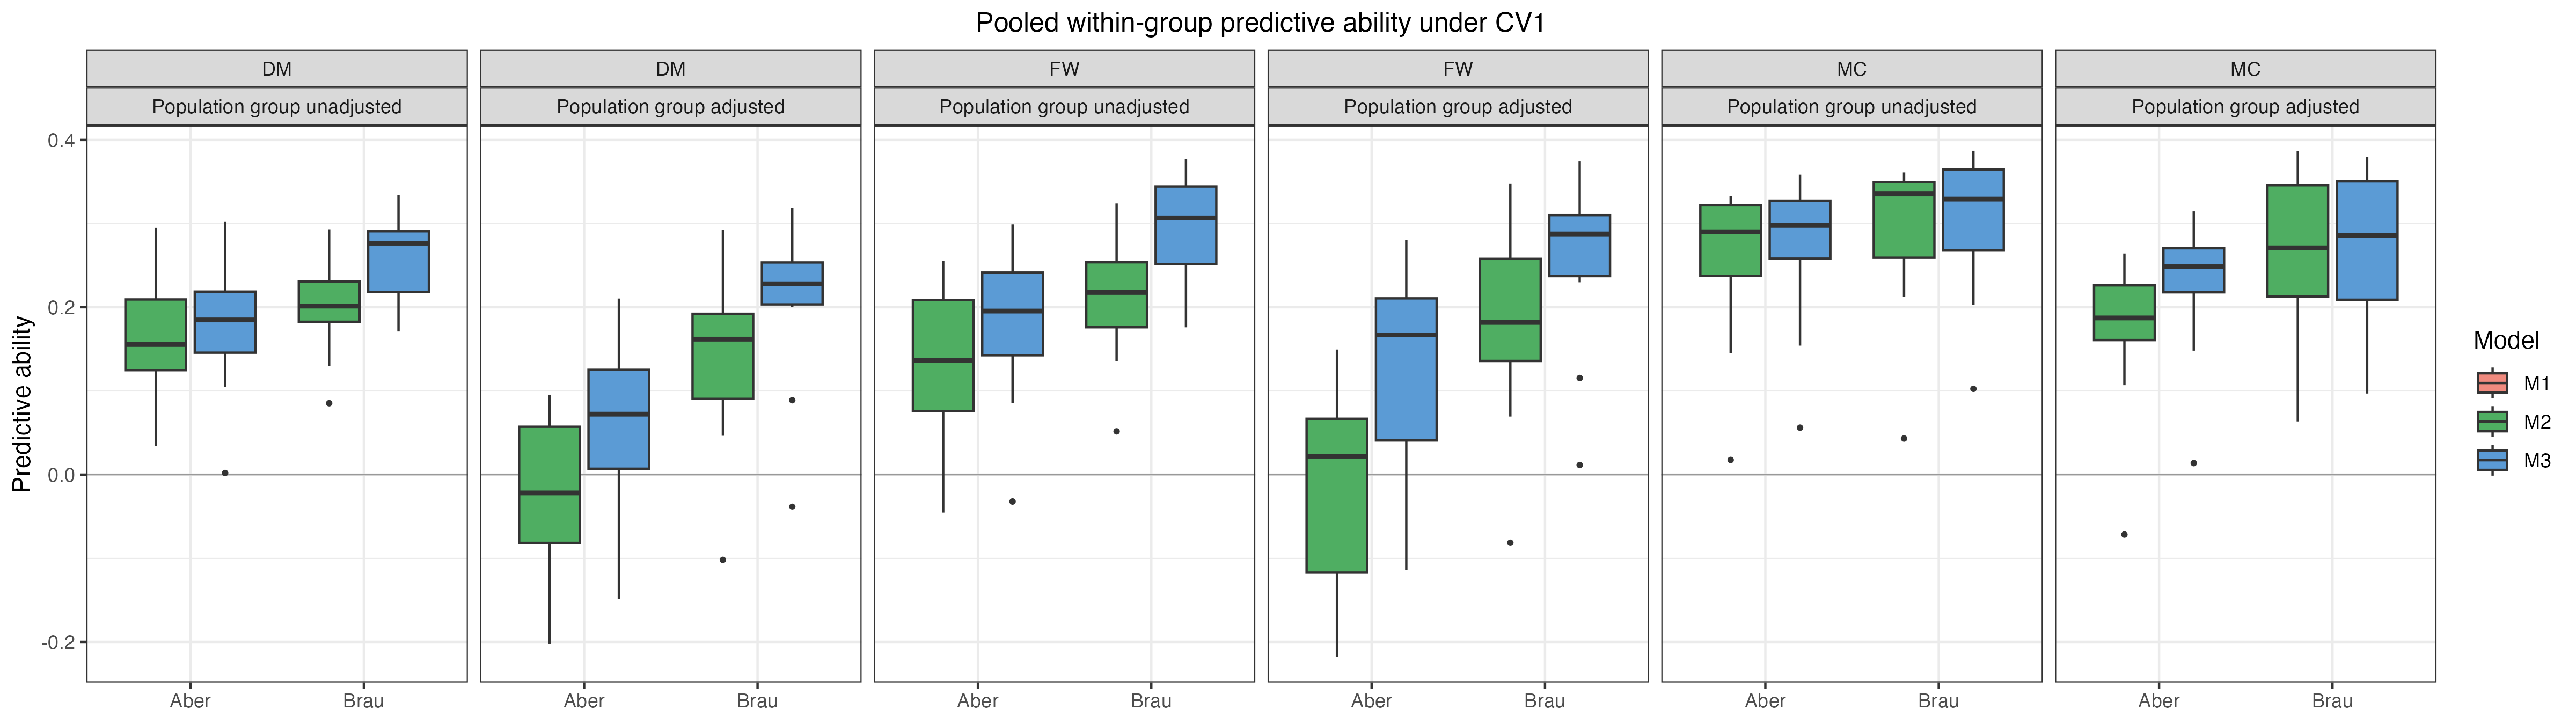 Pooled within-group predictive ability under CV1
DM
DM
FW
FW
MC
MC
Population group unadjusted
Population group adjusted
Population group unadjusted
Population group adjusted
Population group unadjusted
Population group adjusted
Predictive ability
0.4
0.2
0.0
-0.2
Aber
Brau
Aber
Brau
Aber
Brau
Aber
Brau
Aber
Brau
Aber
Brau
Model
M1
M2
M3